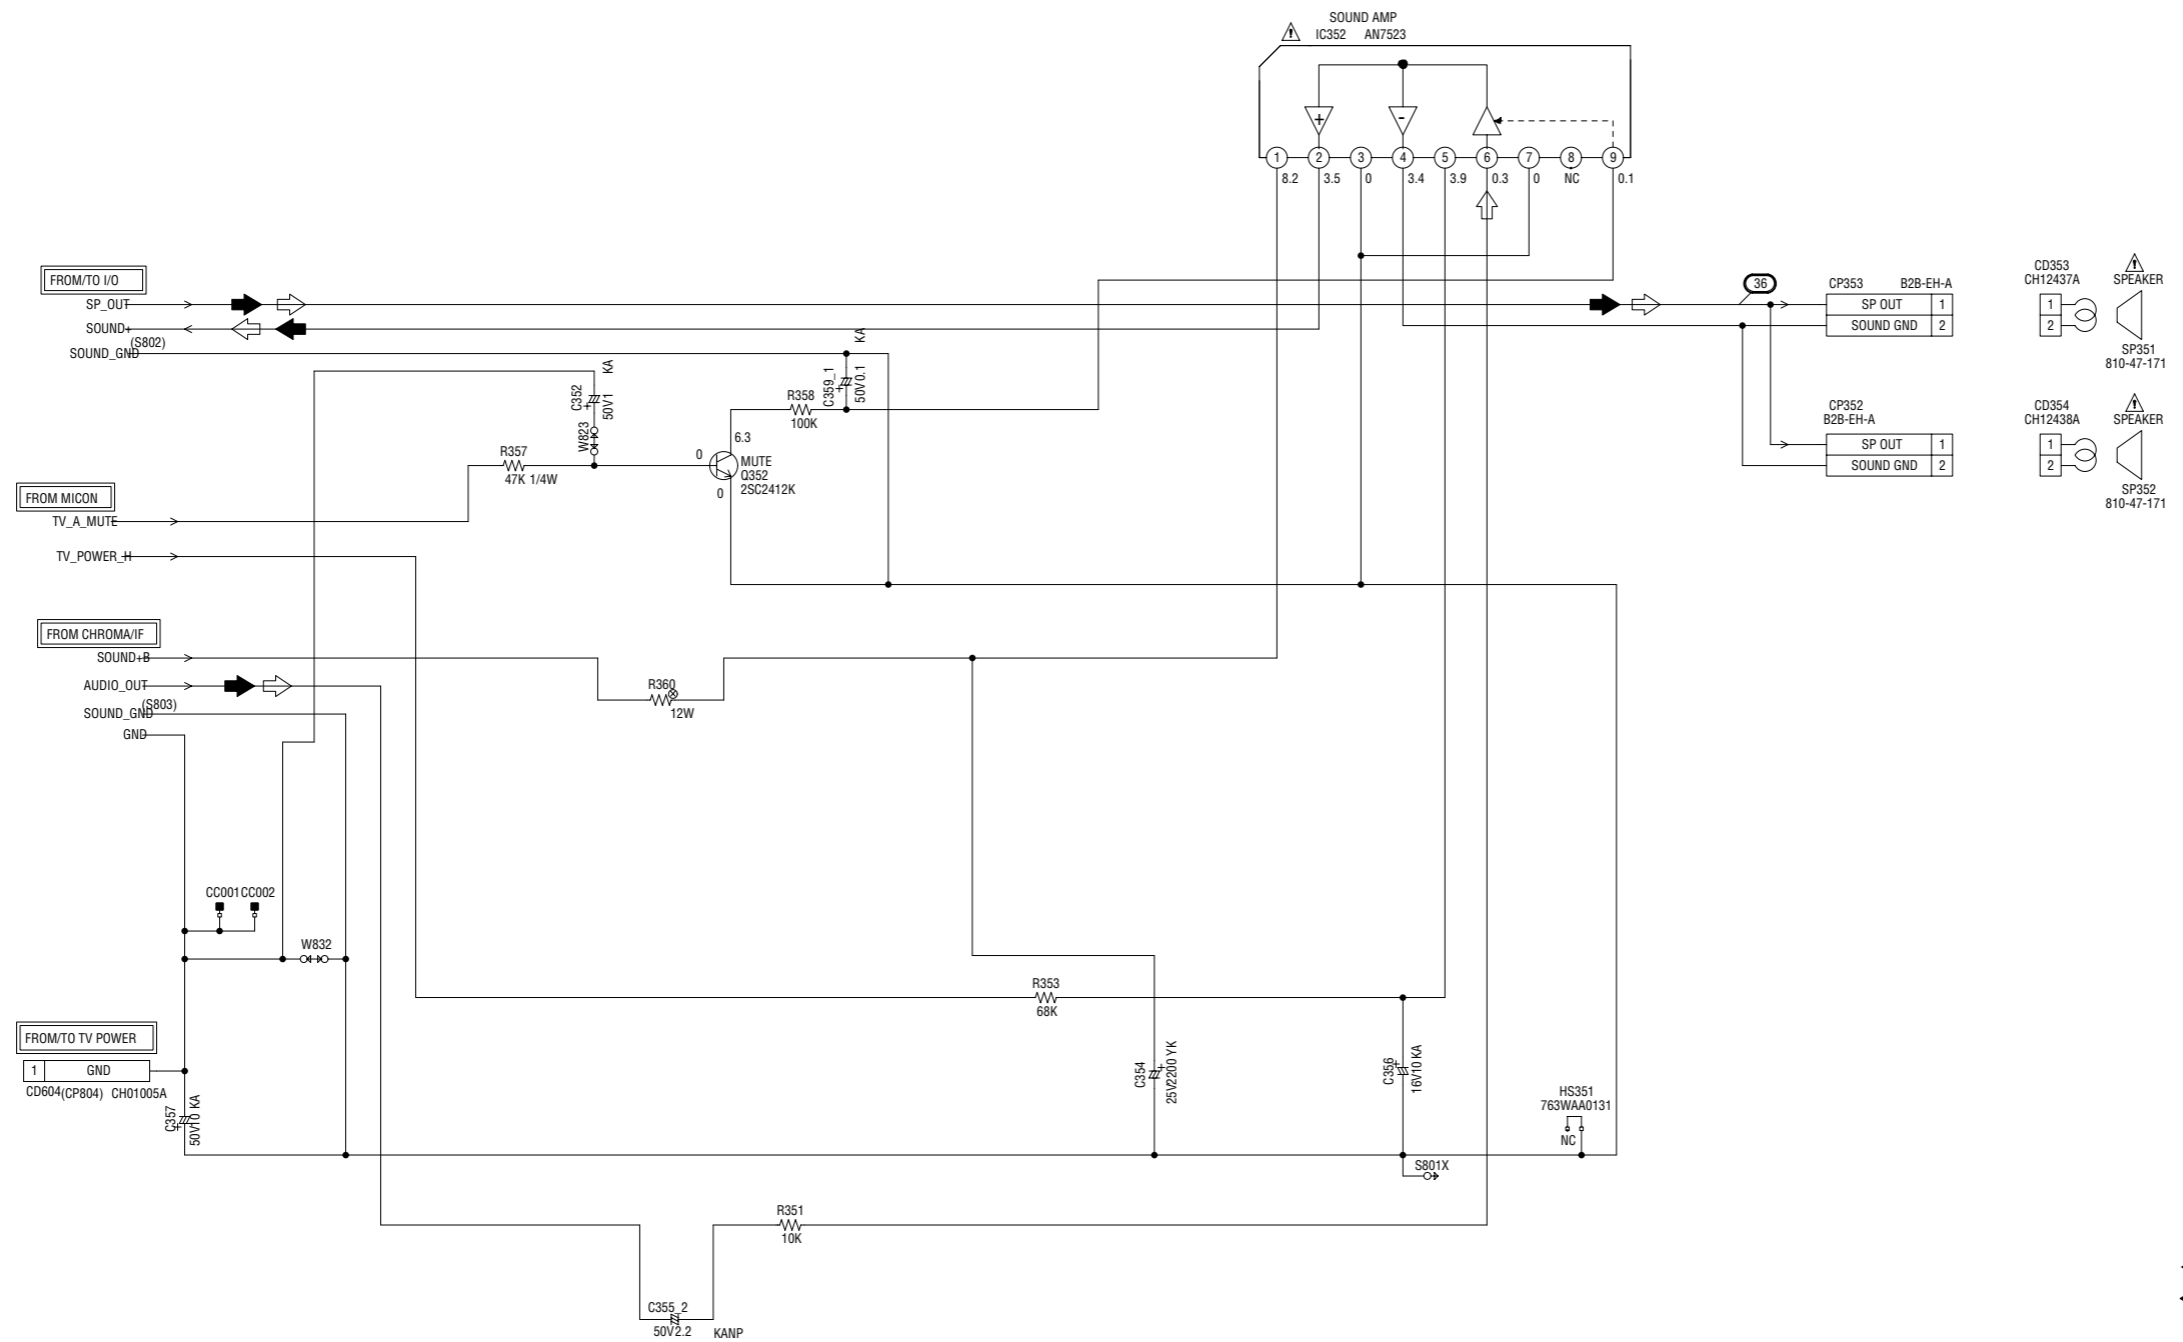 SOUND AMP
IC352 AN7523
+
-
1 2 3 4 5 6 7 8 9
8.2 3.5 0 3.4 3.9 0.3 0 NC 0.1
FROM/TO I/O
SP_OUT
SOUND+
(S802)
SOUND_GND
36
CP353 B2B-EH-A
SP OUT 1
SOUND GND 2
CD353
CH12437A
1
2
SPEAKER
SP351
810-47-171
CP352
B2B-EH-A
SP OUT 1
SOUND GND 2
CD354
CH12438A
1
2
SPEAKER
SP352
810-47-171
C352
+
50V1
KA
W823
C359_1
+
50V0.1
KA
R358
100K
R357
47K 1/4W
6.3
0
0
MUTE
Q352
2SC2412K
FROM MICON
TV_A_MUTE
TV_POWER_H
FROM CHROMA/IF
SOUND+B
AUDIO_OUT
(S803)
SOUND_GND
GND
R360
12W
CC001 CC002
W832
R353
68K
FROM/TO TV POWER
1 GND
CD604 (CP804) CH01005A
C357
+
50V10 KA
C354
+
25V2200 YK
C356
+
16V10 KA
HS351
763WAA0131
NC
S801X
R351
10K
C355_2
50V2.2 KANP